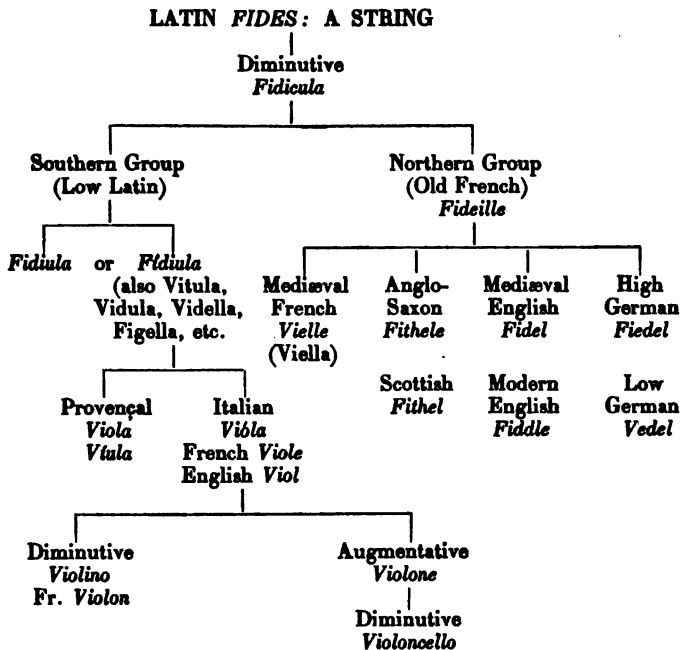 LATIN FIDES: A STRING
Diminutive
Fidicula
Southern Group
(Low Latin)
Northern Group
(Old French)
Fideille
Fidiula or Fídiula
(also Vitula,
Vidula, Vidella,
Figella, etc.
Mediæval
French
Vielle
(Viella)
Anglo-
Saxon
Fithele
Mediæval
English
Fidel
High
German
Fiedel
Scottish
Fithel
Modern
English
Fiddle
Low
German
Vedel
Provençal
Viola
Víula
Italian
Vióla
French Viole
English Viol
Diminutive
Violino
Fr. Violon
Augmentative
Violone
Diminutive
Violoncello